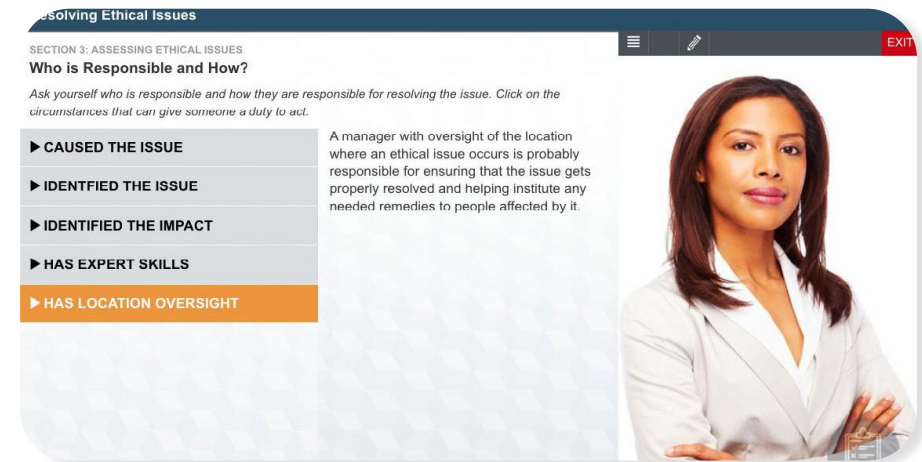 Resolving Ethical Issues
EXIT
SECTION 3: ASSESSING ETHICAL ISSUES
Who is Responsible and How?
Ask yourself who is responsible and how they are responsible for resolving the issue. Click on the
circumstances that can give someone a duty to act.
▶ CAUSED THE ISSUE
▶ IDENTFIED THE ISSUE
▶ IDENTIFIED THE IMPACT
▶ HAS EXPERT SKILLS
▶ HAS LOCATION OVERSIGHT
A manager with oversight of the location
where an ethical issue occurs is probably
responsible for ensuring that the issue gets
properly resolved and helping institute any
needed remedies to people affected by it.